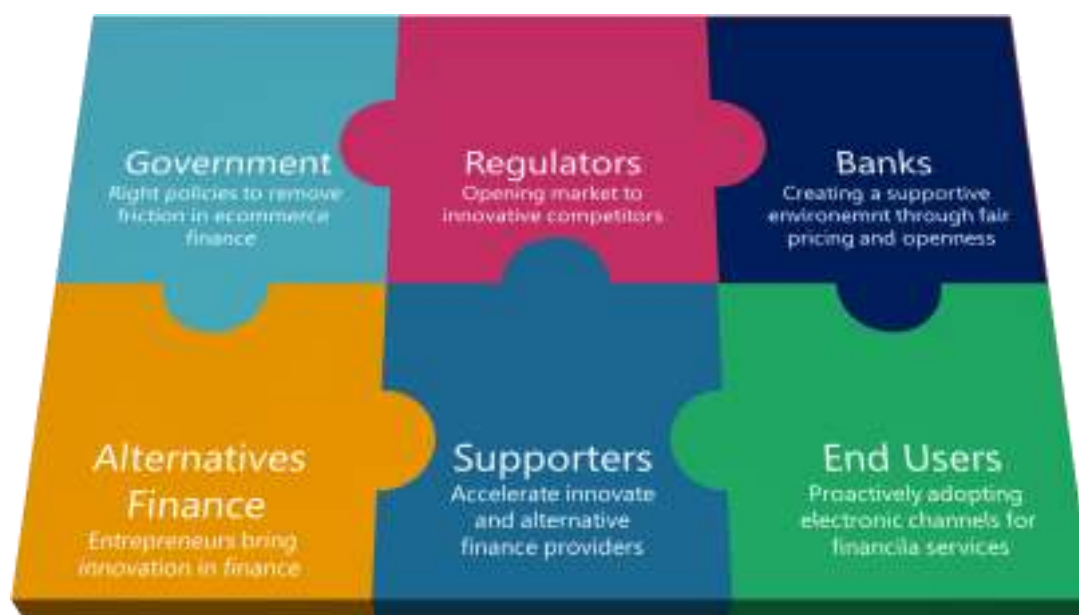 Government
Right policies to remove
friction in ecommerce
finance
Regulators
Opening market to
innovative competitors
Banks
Creating a supportive
environemnt through fair
pricing and openness
Alternatives
Finance
Entrepreneurs bring
innovation in finance
Supporters
Accelerate innovate
and alternative
finance providers
End Users
Proactively adopting
electronic channels for
financila services